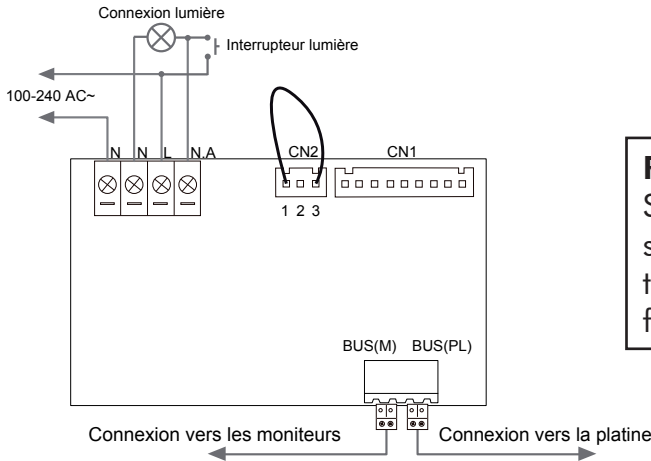 Connexion lumière
Interrupteur lumière
100-240 AC~
N N L N.A
CN2 CN1
1 2 3
BUS(M) BUS(PL)
Connexion vers les moniteurs
Connexion vers la platine